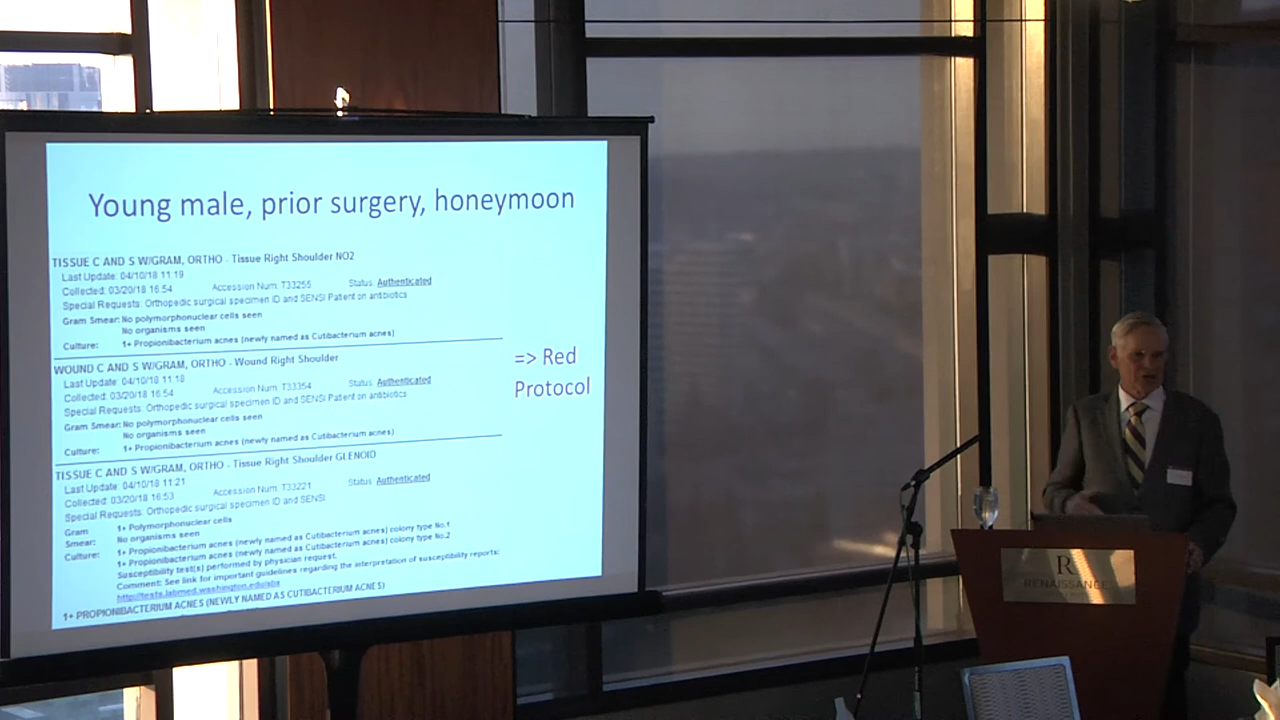 Young male, prior surgery, honeymoon
TISSUE C AND S W/GRAM, ORTHO - Tissue Right Shoulder NO2
Last Update: 04/10/18 11:19
Collected: 03/20/18 16:54 Accession Num: T33255 Status: Authenticated
Special Requests: Orthopedic surgical specimen ID and SENSI Patient on antibiotics
Gram Smear: No polymorphonuclear cells seen
No organisms seen
Culture: 1+ Propionibacterium acnes (newly named as Cutibacterium acnes)
WOUND C AND S W/GRAM, ORTHO - Wound Right Shoulder
Last Update: 04/10/18 11:18
Collected: 03/20/18 16:54 Accession Num: T33354 Status: Authenticated
Special Requests: Orthopedic surgical specimen ID and SENSI Patient on antibiotics
Gram Smear: No polymorphonuclear cells seen
No organisms seen
Culture: 1+ Propionibacterium acnes (newly named as Cutibacterium acnes)
=> Red
Protocol
TISSUE C AND S W/GRAM, ORTHO - Tissue Right Shoulder GLENOID
Last Update: 04/10/18 11:21
Collected: 03/20/18 16:53 Accession Num: T33221 Status: Authenticated
Special Requests: Orthopedic surgical specimen ID and SENSI
Gram 1+ Polymorphonuclear cells
Smear: No organisms seen
Culture: 1+ Propionibacterium acnes (newly named as Cutibacterium acnes) colony type No.1
1+ Propionibacterium acnes (newly named as Cutibacterium acnes) colony type No.2
Susceptibility test(s) performed by physician request.
Comment: See link for important guidelines regarding the interpretation of susceptibility reports:
http://tests.labmed.washington.edu/sbx
1+ PROPIONIBACTERIUM ACNES (NEWLY NAMED AS CUTIBACTERIUM ACNES)
R
RENAISSANCE